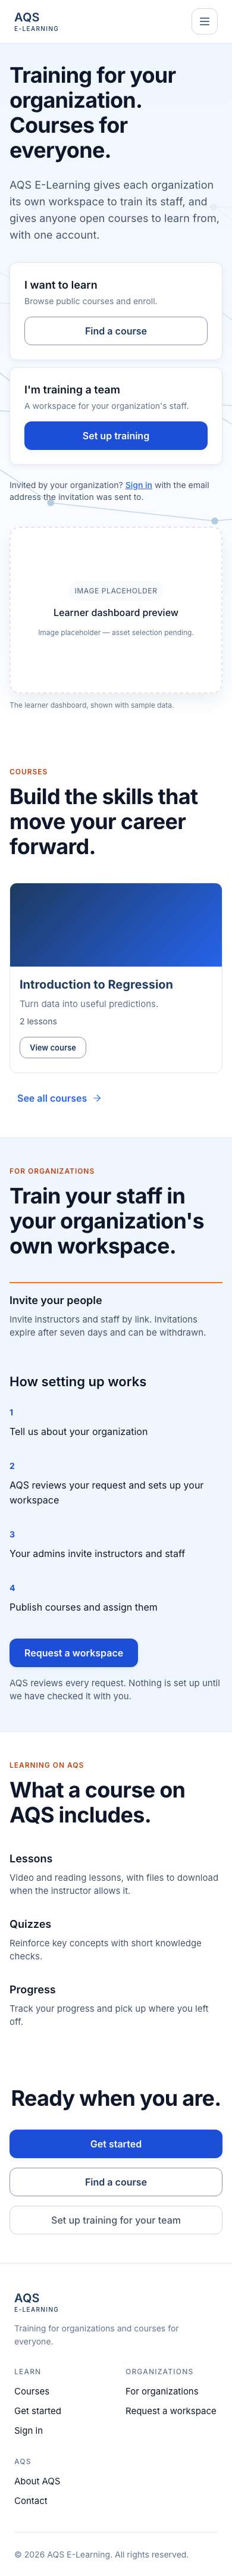 AQS
E-LEARNING
Training for your
organization.
Courses for
everyone.
AQS E-Learning gives each organization
its own workspace to train its staff, and
gives anyone open courses to learn from,
with one account.
I want to learn
Browse public courses and enroll.
Find a course
I'm training a team
A workspace for your organization's staff.
Set up training
Invited by your organization? Sign in with the email
address the invitation was sent to.
IMAGE PLACEHOLDER
Learner dashboard preview
Image placeholder — asset selection pending.
The learner dashboard, shown with sample data.
COURSES
Build the skills that
move your career
forward.
Introduction to Regression
Turn data into useful predictions.
2 lessons
View course
See all courses
FOR ORGANIZATIONS
Train your staff in
your organization's
own workspace.
Invite your people
Invite instructors and staff by link. Invitations
expire after seven days and can be withdrawn.
How setting up works
1
Tell us about your organization
2
AQS reviews your request and sets up your
workspace
3
Your admins invite instructors and staff
4
Publish courses and assign them
Request a workspace
AQS reviews every request. Nothing is set up until
we have checked it with you.
LEARNING ON AQS
What a course on
AQS includes.
Lessons
Video and reading lessons, with files to download
when the instructor allows it.
Quizzes
Reinforce key concepts with short knowledge
checks.
Progress
Track your progress and pick up where you left
off.
Ready when you are.
Get started
Find a course
Set up training for your team
AQS
E-LEARNING
Training for organizations and courses for
everyone.
LEARN
Courses
Get started
Sign in
ORGANIZATIONS
For organizations
Request a workspace
AQS
About AQS
Contact
© 2026 AQS E-Learning. All rights reserved.